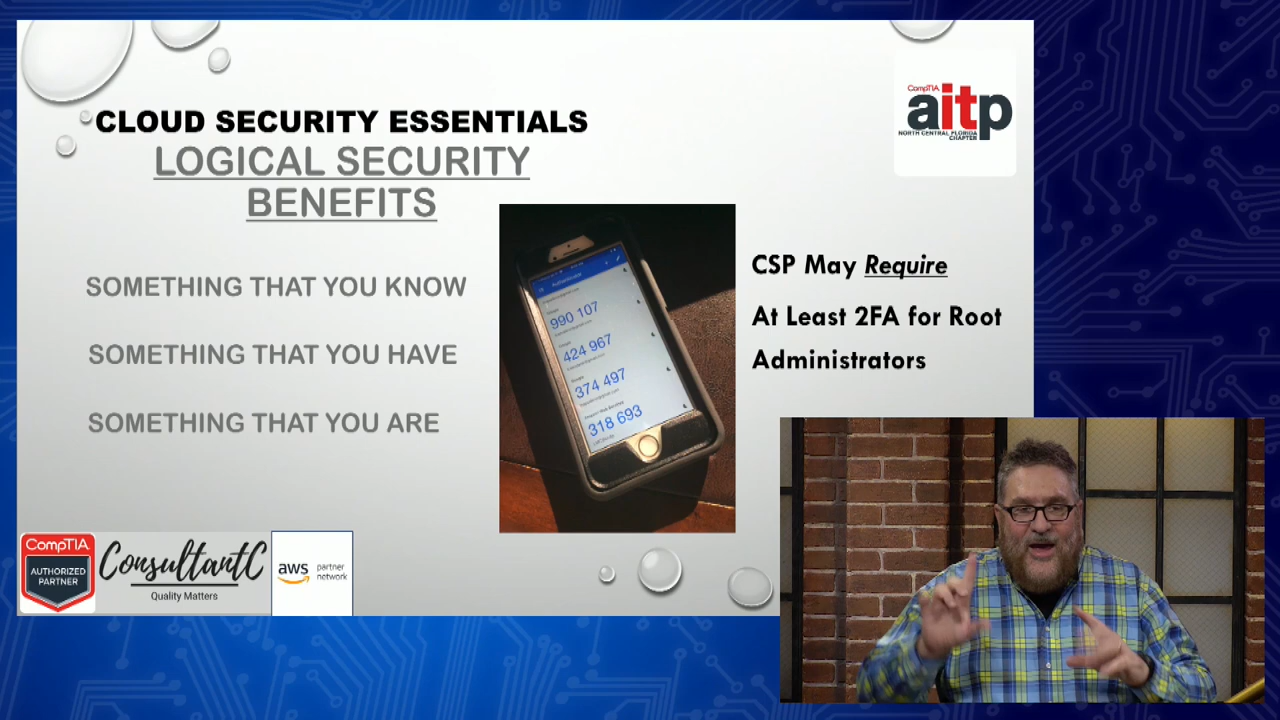 CLOUD SECURITY ESSENTIALS
LOGICAL SECURITY
BENEFITS
CompTIA
aitp
NORTH CENTRAL FLORIDA
CHAPTER
SOMETHING THAT YOU KNOW
SOMETHING THAT YOU HAVE
SOMETHING THAT YOU ARE
Authenticator
990 107
424 967
374 497
318 693
CSP May Require
At Least 2FA for Root
Administrators
CompTIA
AUTHORIZED
PARTNER
ConsultantC
Quality Matters
aws partner
network